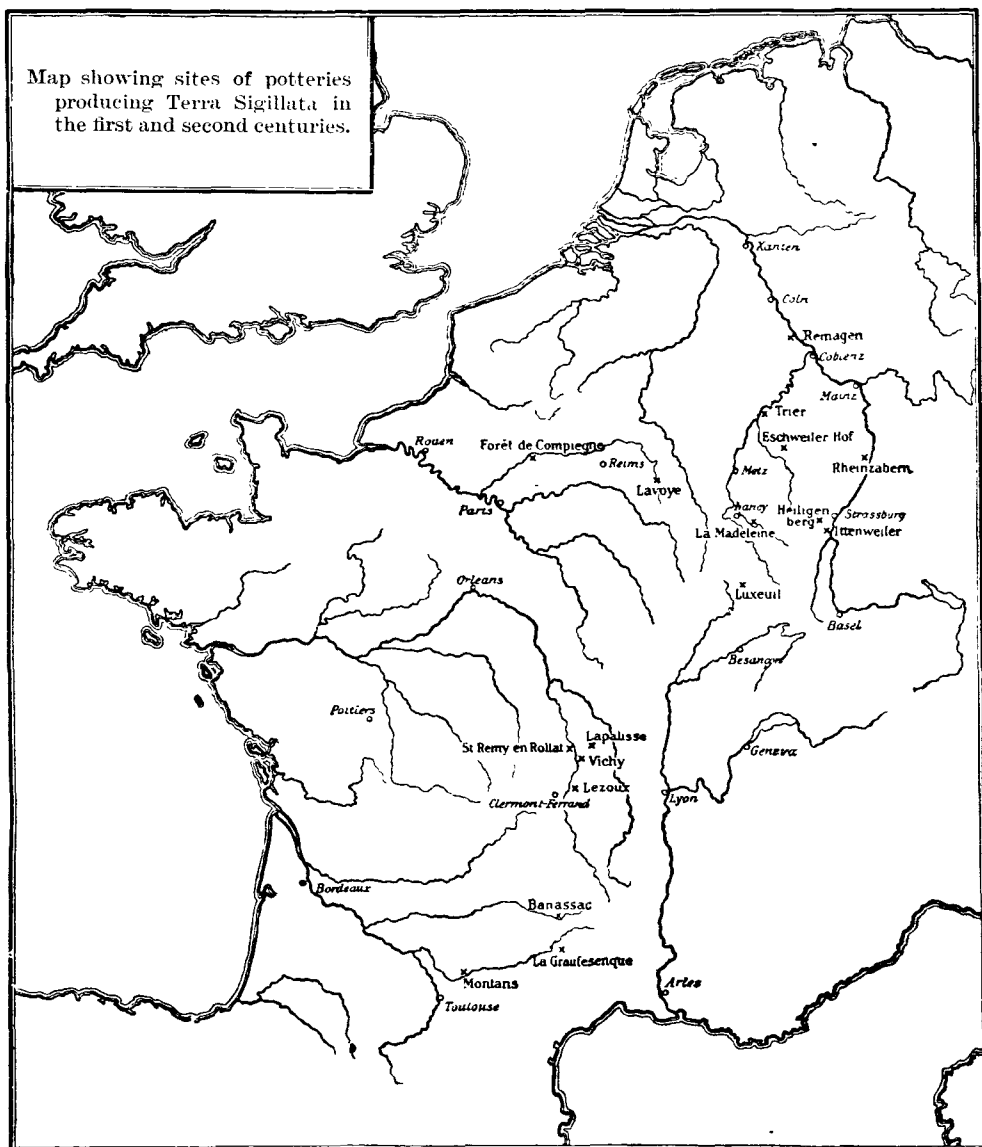 Map showing sites of potteries
producing Terra Sigillata in
the first and second centuries.
Xanten
Cöln
Remagen
Coblenz
Mainz
Trier
Eschweiler Hof
Rouen
Forêt de Compiegne
Reims
Metz
Rheinzabern
Lavoye
Paris
Nancy
Heiligen
berg
Strassburg
La Madeleine
Ittenweiler
Orleans
Luxeuil
Basel
Besançon
Poitiers
St Remy en Rollat
Lapalisse
Vichy
Geneva
Lezoux
Clermont-Ferrand
Lyon
Bordeaux
Banassac
La Graufesenque
Montans
Toulouse
Arles